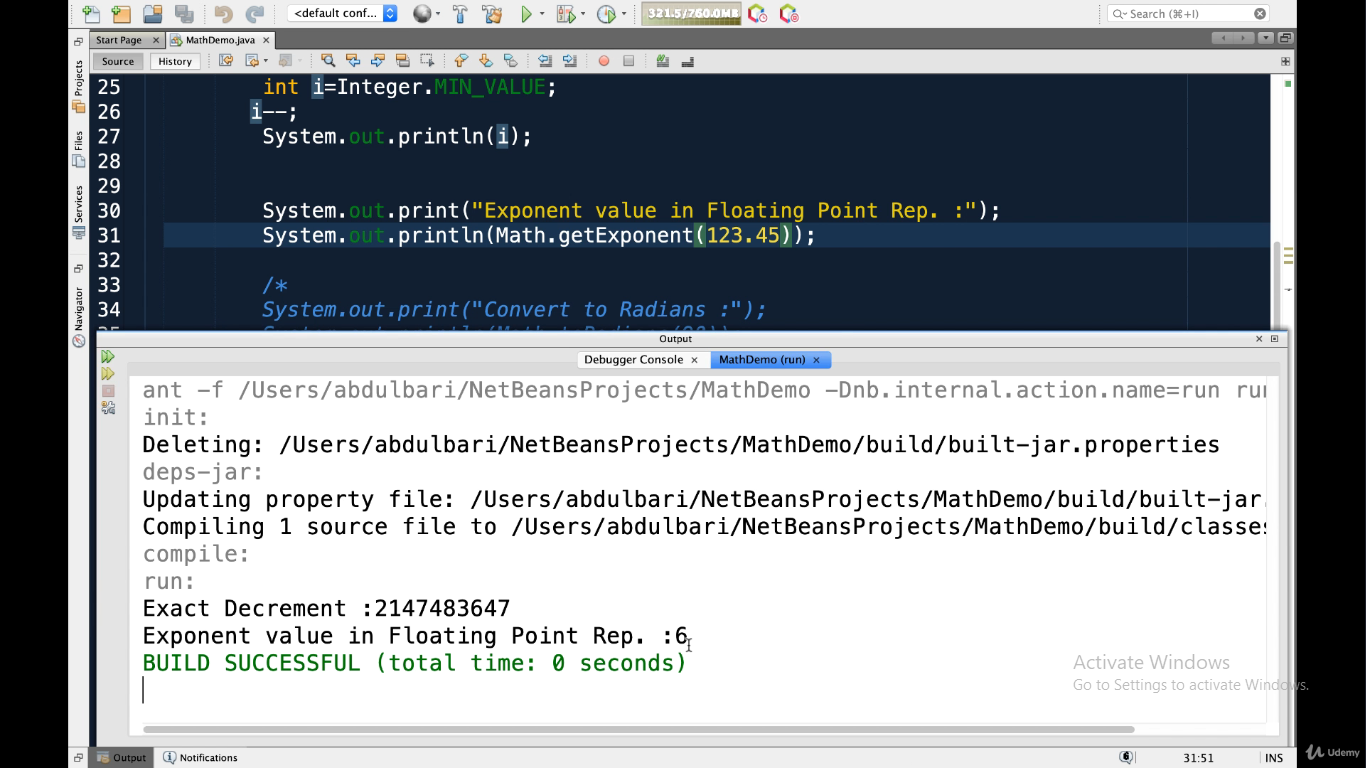 <default conf...
321.5/760.0MB
Search (⌘+I)
Start Page
MathDemo.java
Source
History
Projects
Files
Services
Navigator
25 int i=Integer.MIN_VALUE;
26 i--;
27 System.out.println(i);
28
29
30 System.out.print("Exponent value in Floating Point Rep. :");
31 System.out.println(Math.getExponent(123.45));
32
33 /*
34 System.out.print("Convert to Radians :");
Output
Debugger Console
MathDemo (run)
ant -f /Users/abdulbari/NetBeansProjects/MathDemo -Dnb.internal.action.name=run run
init:
Deleting: /Users/abdulbari/NetBeansProjects/MathDemo/build/built-jar.properties
deps-jar:
Updating property file: /Users/abdulbari/NetBeansProjects/MathDemo/build/built-jar.
Compiling 1 source file to /Users/abdulbari/NetBeansProjects/MathDemo/build/classes
compile:
run:
Exact Decrement :2147483647
Exponent value in Floating Point Rep. :6
BUILD SUCCESSFUL (total time: 0 seconds)
Activate Windows
Go to Settings to activate Windows.
Output
Notifications
6
31:51
INS
Udemy